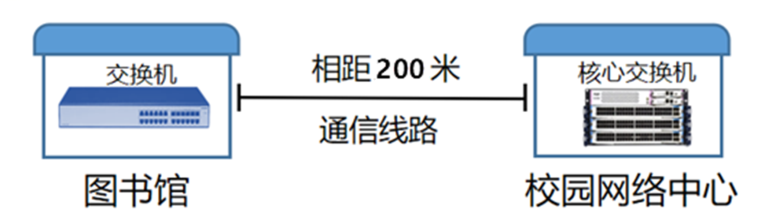 交换机
相距 200 米
核心交换机
通信线路
图书馆
校园网络中心